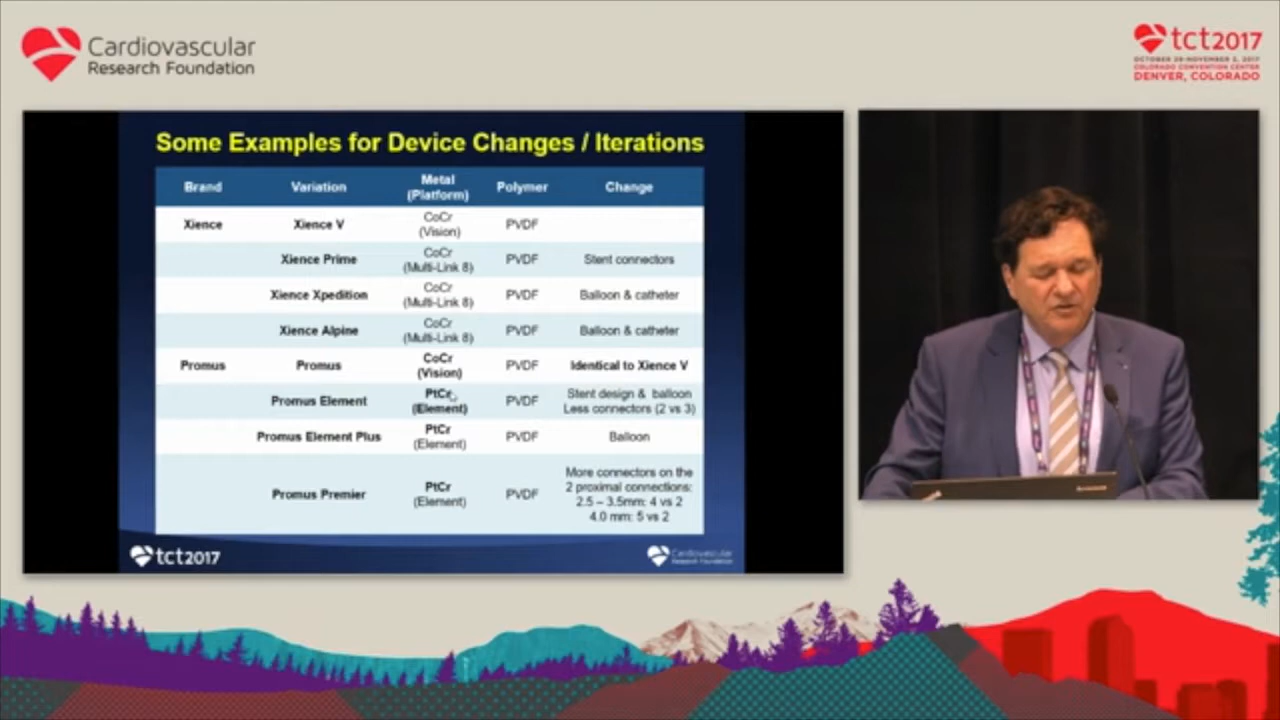 Cardiovascular
Research Foundation
tct2017
OCTOBER 29-NOVEMBER 2, 2017
COLORADO CONVENTION CENTER
DENVER, COLORADO
Some Examples for Device Changes / Iterations
Brand Variation Metal (Platform) Polymer Change
Xience Xience V CoCr (Vision) PVDF
Xience Prime CoCr (Multi-Link 8) PVDF Stent connectors
Xience Xpedition CoCr (Multi-Link 8) PVDF Balloon & catheter
Xience Alpine CoCr (Multi-Link 8) PVDF Balloon & catheter
Promus Promus CoCr (Vision) PVDF Identical to Xience V
Promus Element PtCr (Element) PVDF Stent design & balloon Less connectors (2 vs 3)
Promus Element Plus PtCr (Element) PVDF Balloon
Promus Premier PtCr (Element) PVDF More connectors on the 2 proximal connections: 2.5 – 3.5mm: 4 vs 2 4.0 mm: 5 vs 2
tct2017
Cardiovascular
Research Foundation